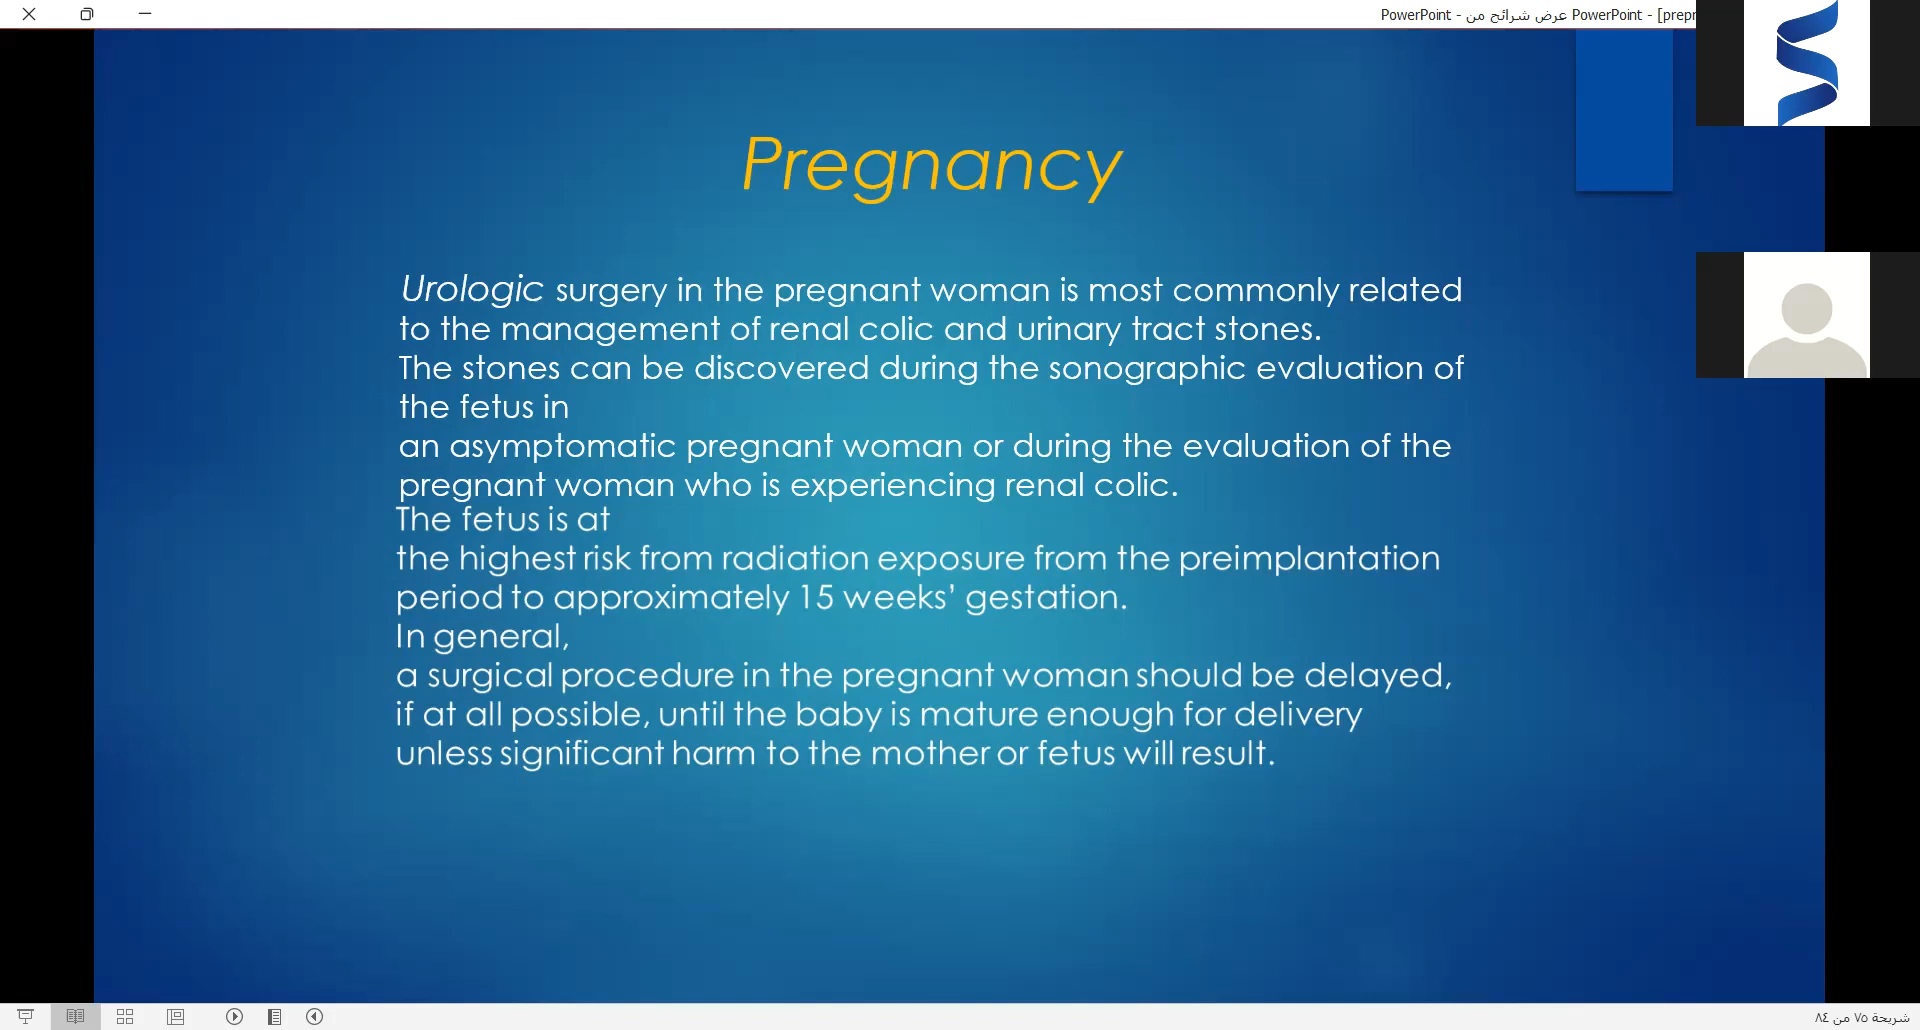 PowerPoint - عرض شرائح من PowerPoint - [prepr
Pregnancy
Urologic surgery in the pregnant woman is most commonly related
to the management of renal colic and urinary tract stones.
The stones can be discovered during the sonographic evaluation of
the fetus in
an asymptomatic pregnant woman or during the evaluation of the
pregnant woman who is experiencing renal colic.
The fetus is at
the highest risk from radiation exposure from the preimplantation
period to approximately 15 weeks’ gestation.
In general,
a surgical procedure in the pregnant woman should be delayed,
if at all possible, until the baby is mature enough for delivery
unless significant harm to the mother or fetus will result.
شريحة ٧٥ من ٨٤